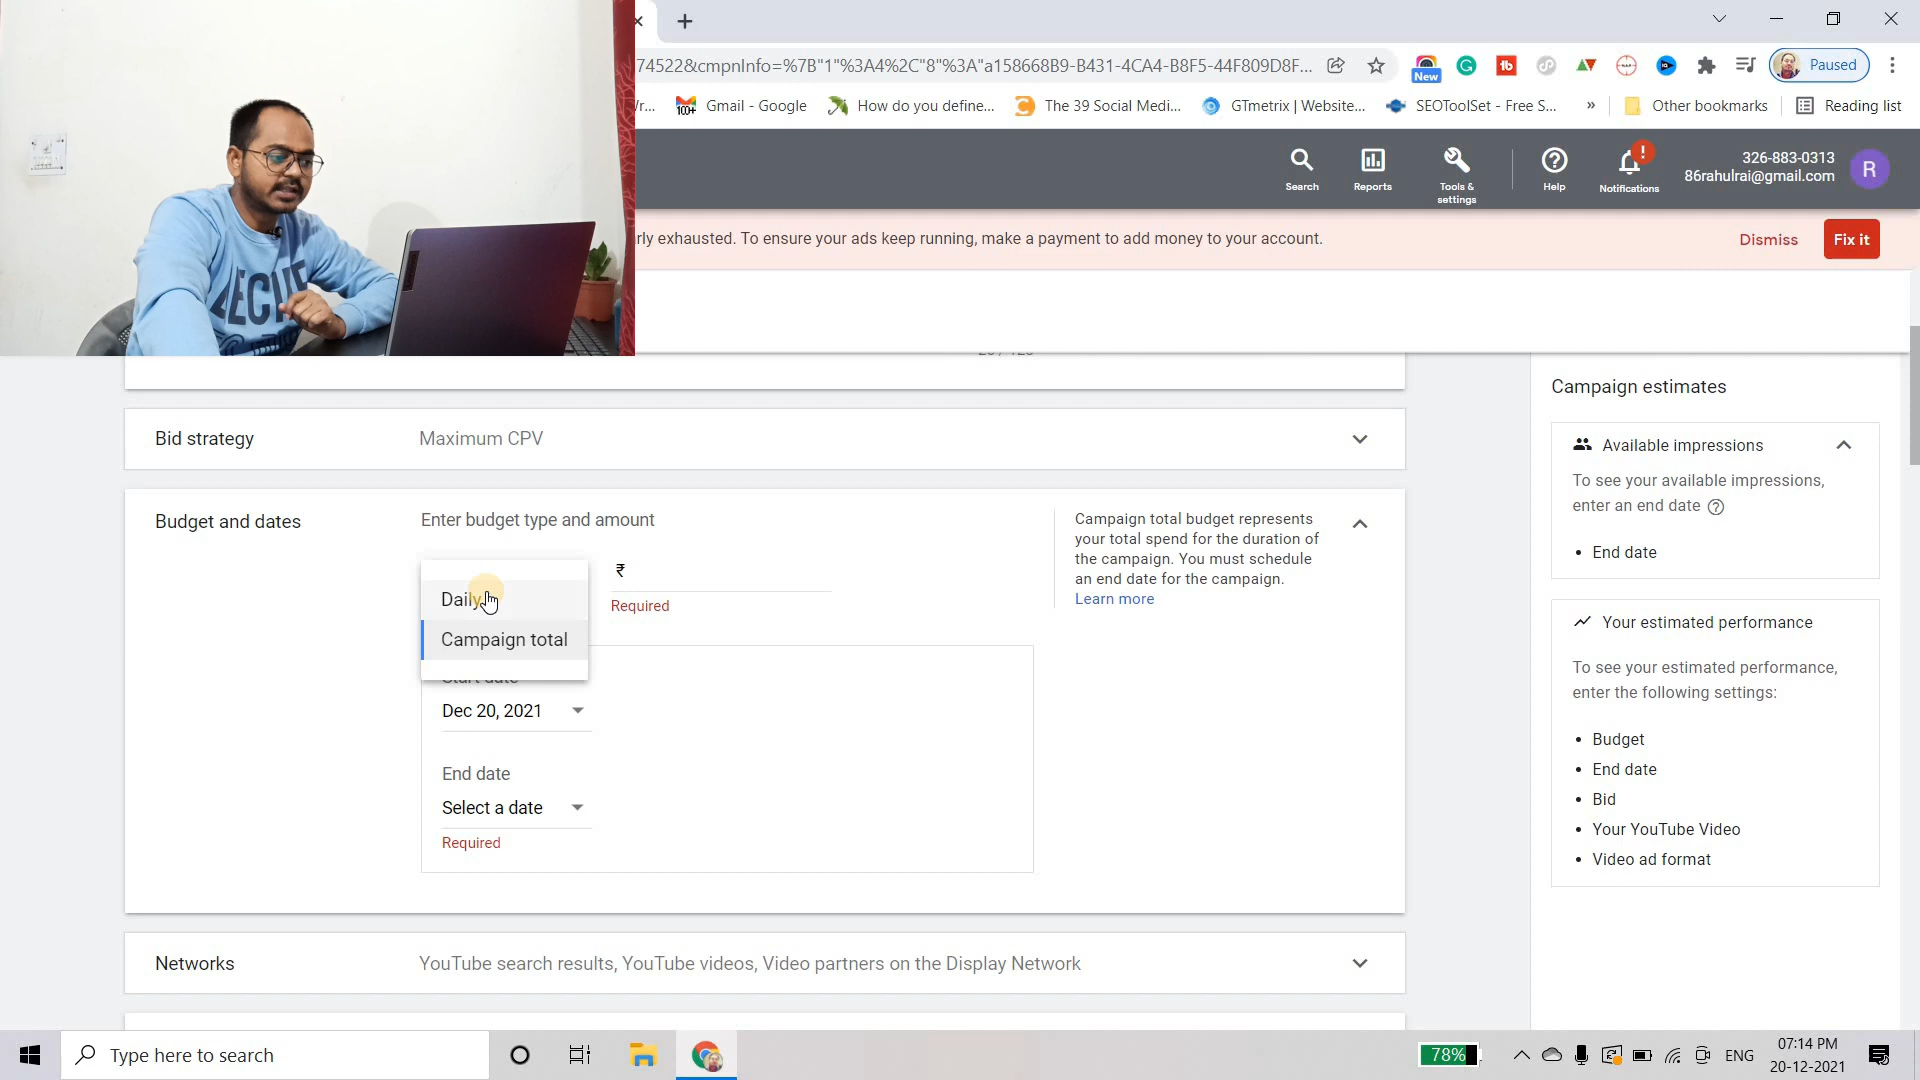 74522&cmpnInfo=%7B"1"%3A4%2C"8"%3A"a158668B9-B431-4CA4-B8F5-44F809D8F...
New
Paused
Gmail - Google
How do you define...
The 39 Social Medi...
GTmetrix | Website...
SEOToolSet - Free S...
»
Other bookmarks
Reading list
Search
Reports
Tools &
settings
Help
Notifications
326-883-0313
86rahulrai@gmail.com
R
exhausted. To ensure your ads keep running, make a payment to add money to your account.
Dismiss
Fix it
Bid strategy
Maximum CPV
Budget and dates
Enter budget type and amount
Daily
Campaign total
₹
Required
Campaign total budget represents
your total spend for the duration of
the campaign. You must schedule
an end date for the campaign.
Learn more
Start date
Dec 20, 2021
End date
Select a date
Required
Networks
YouTube search results, YouTube videos, Video partners on the Display Network
Campaign estimates
Available impressions
To see your available impressions,
enter an end date
• End date
Your estimated performance
To see your estimated performance,
enter the following settings:
• Budget
• End date
• Bid
• Your YouTube Video
• Video ad format
Type here to search
78%
ENG
07:14 PM
20-12-2021